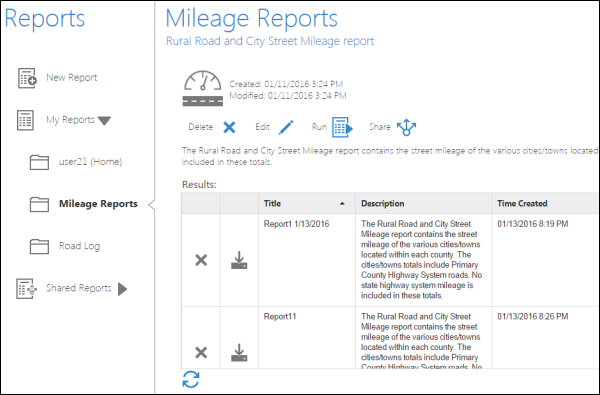 Reports
New Report
My Reports
user21 (Home)
Mileage Reports
Road Log
Shared Reports
Mileage Reports
Rural Road and City Street Mileage report
Created: 01/11/2016 3:24 PM
Modified: 01/11/2016 3:24 PM
Delete Edit Run Share
The Rural Road and City Street Mileage report contains the street mileage of the various cities/towns located
included in these totals.
Results:
Title Description Time Created
Report1 1/13/2016 The Rural Road and City Street 01/13/2016 8:19 PM
Mileage report contains the street
mileage of the various cities/towns
located within each county. The
cities/towns totals include Primary
County Highway System roads. No
state highway system mileage is
included in these totals.
Report11 The Rural Road and City Street 01/13/2016 8:26 PM
Mileage report contains the street
mileage of the various cities/towns
located within each county. The
cities/towns totals include Primary
County Highway System roads. No